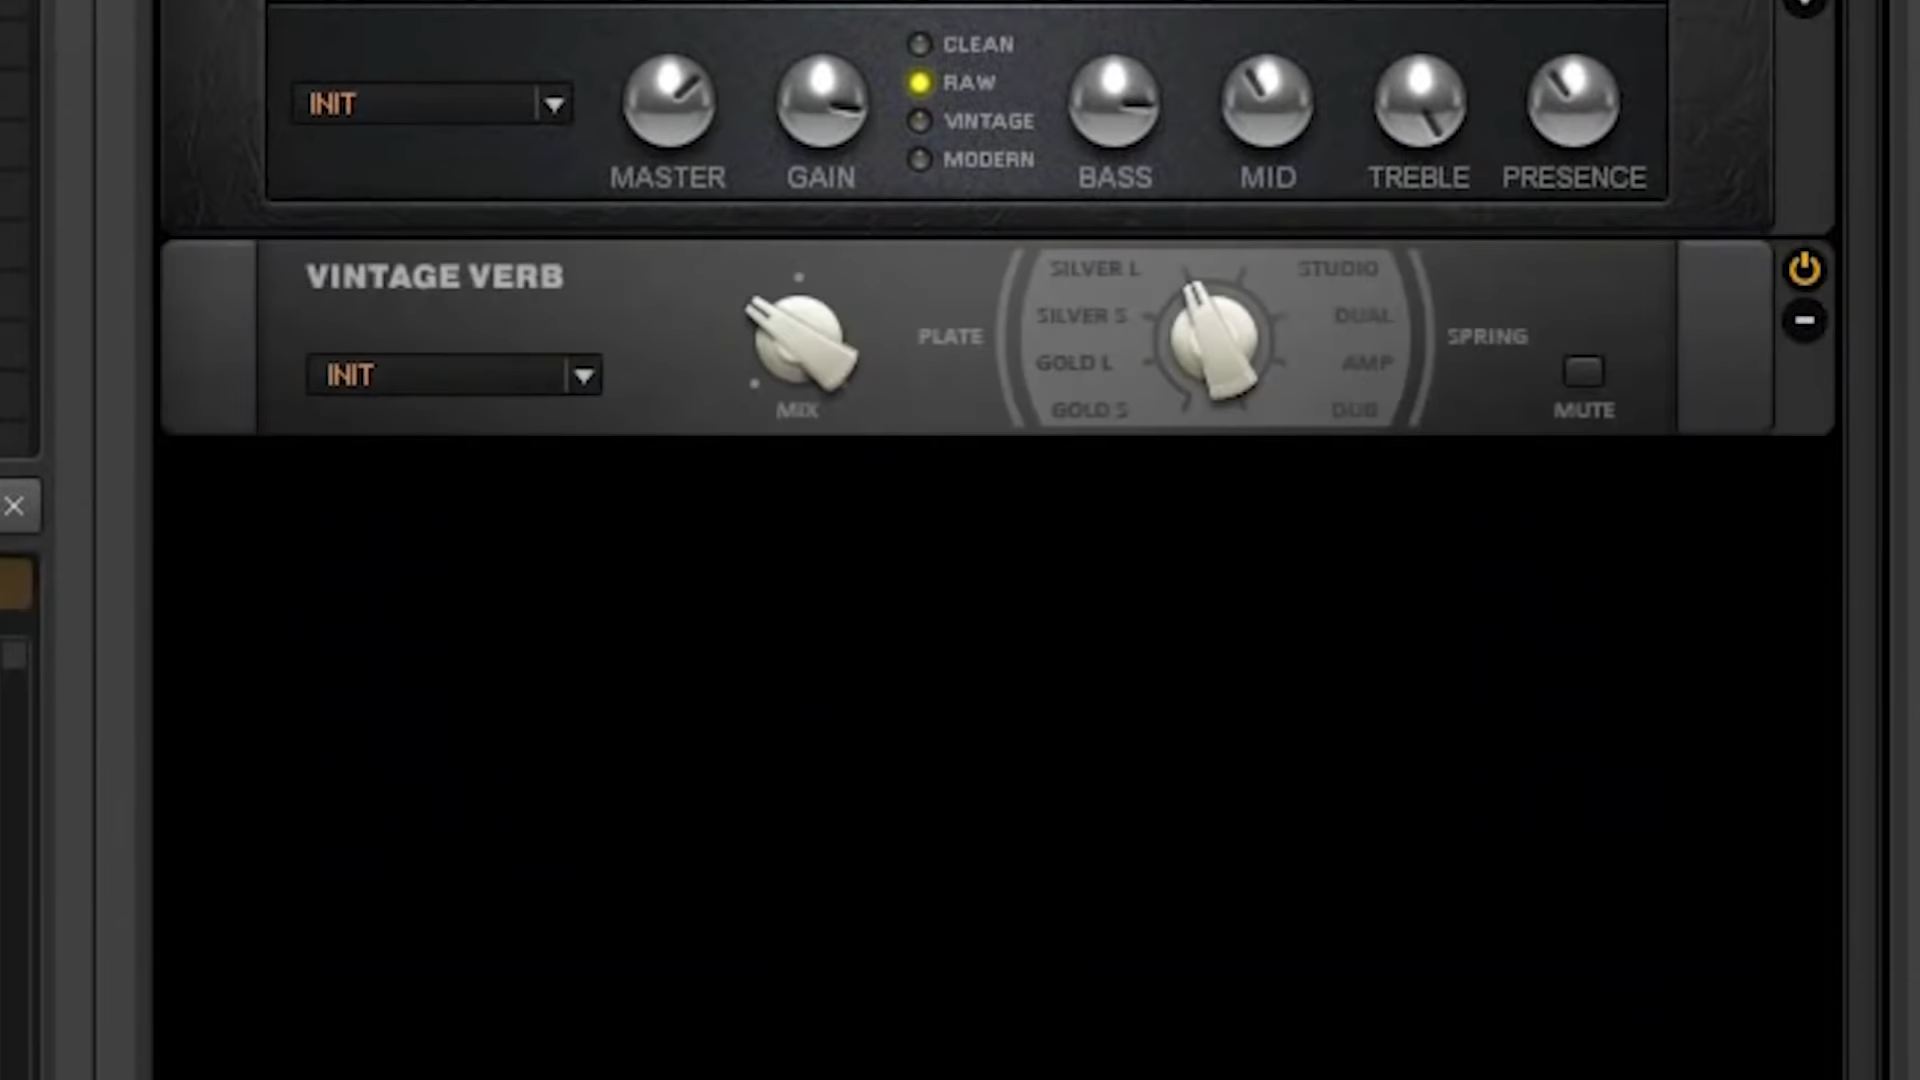 CLEAN
RAW
INIT
VINTAGE
MODERN
MASTER GAIN BASS MID TREBLE PRESENCE
VINTAGE VERB
SILVER L STUDIO
SILVER S DUAL
PLATE SPRING
GOLD L AMP
INIT
GOLD S DUB
MIX MUTE